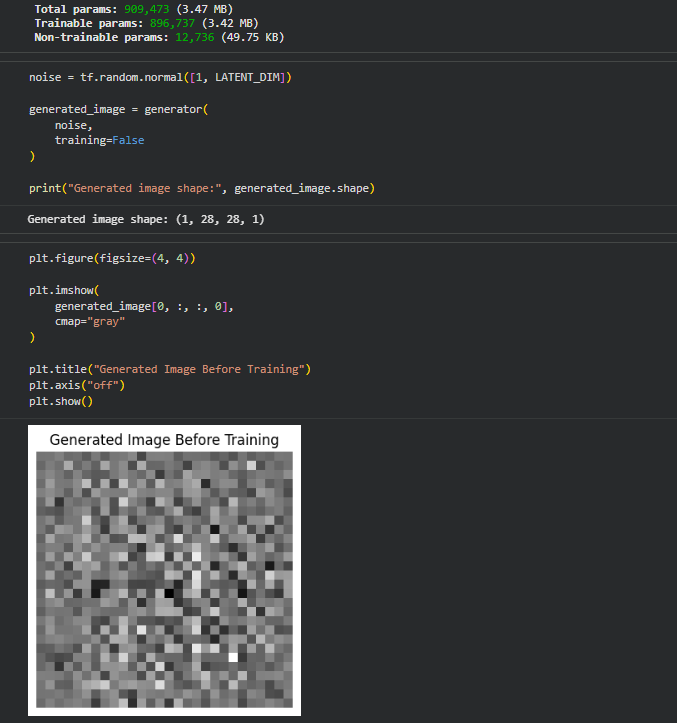 Total params: 909,473 (3.47 MB)
Trainable params: 896,737 (3.42 MB)
Non-trainable params: 12,736 (49.75 KB)
noise = tf.random.normal([1, LATENT_DIM])
generated_image = generator(
    noise,
    training=False
)
print("Generated image shape:", generated_image.shape)
Generated image shape: (1, 28, 28, 1)
plt.figure(figsize=(4, 4))
plt.imshow(
    generated_image[0, :, :, 0],
    cmap="gray"
)
plt.title("Generated Image Before Training")
plt.axis("off")
plt.show()
Generated Image Before Training